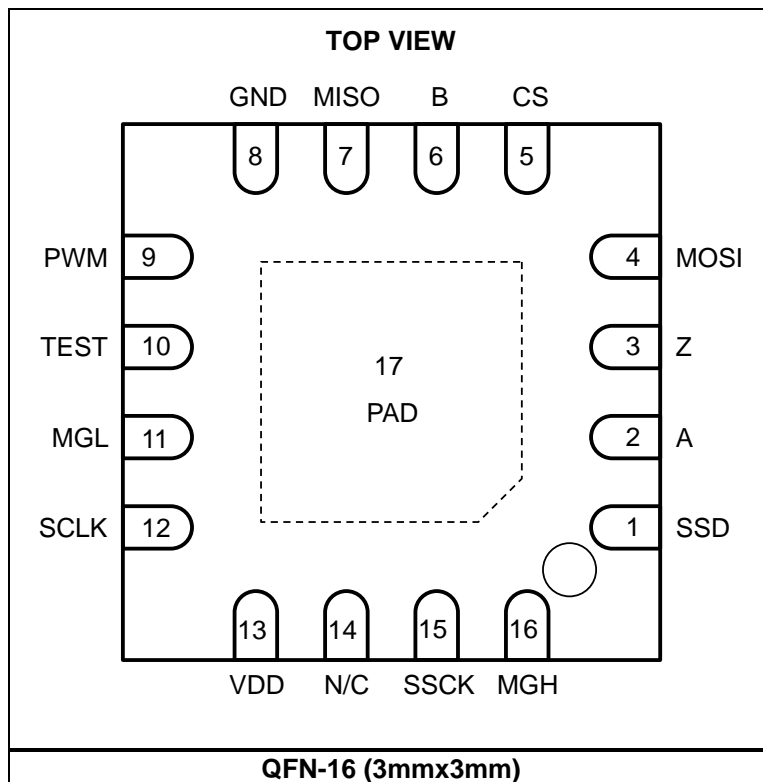 TOP VIEW
GND MISO B CS
8 7 6 5
PWM 9 4 MOSI
TEST 10 3 Z
17
PAD
MGL 11 2 A
SCLK 12 1 SSD
13 14 15 16
VDD N/C SSCK MGH
QFN-16 (3mmx3mm)